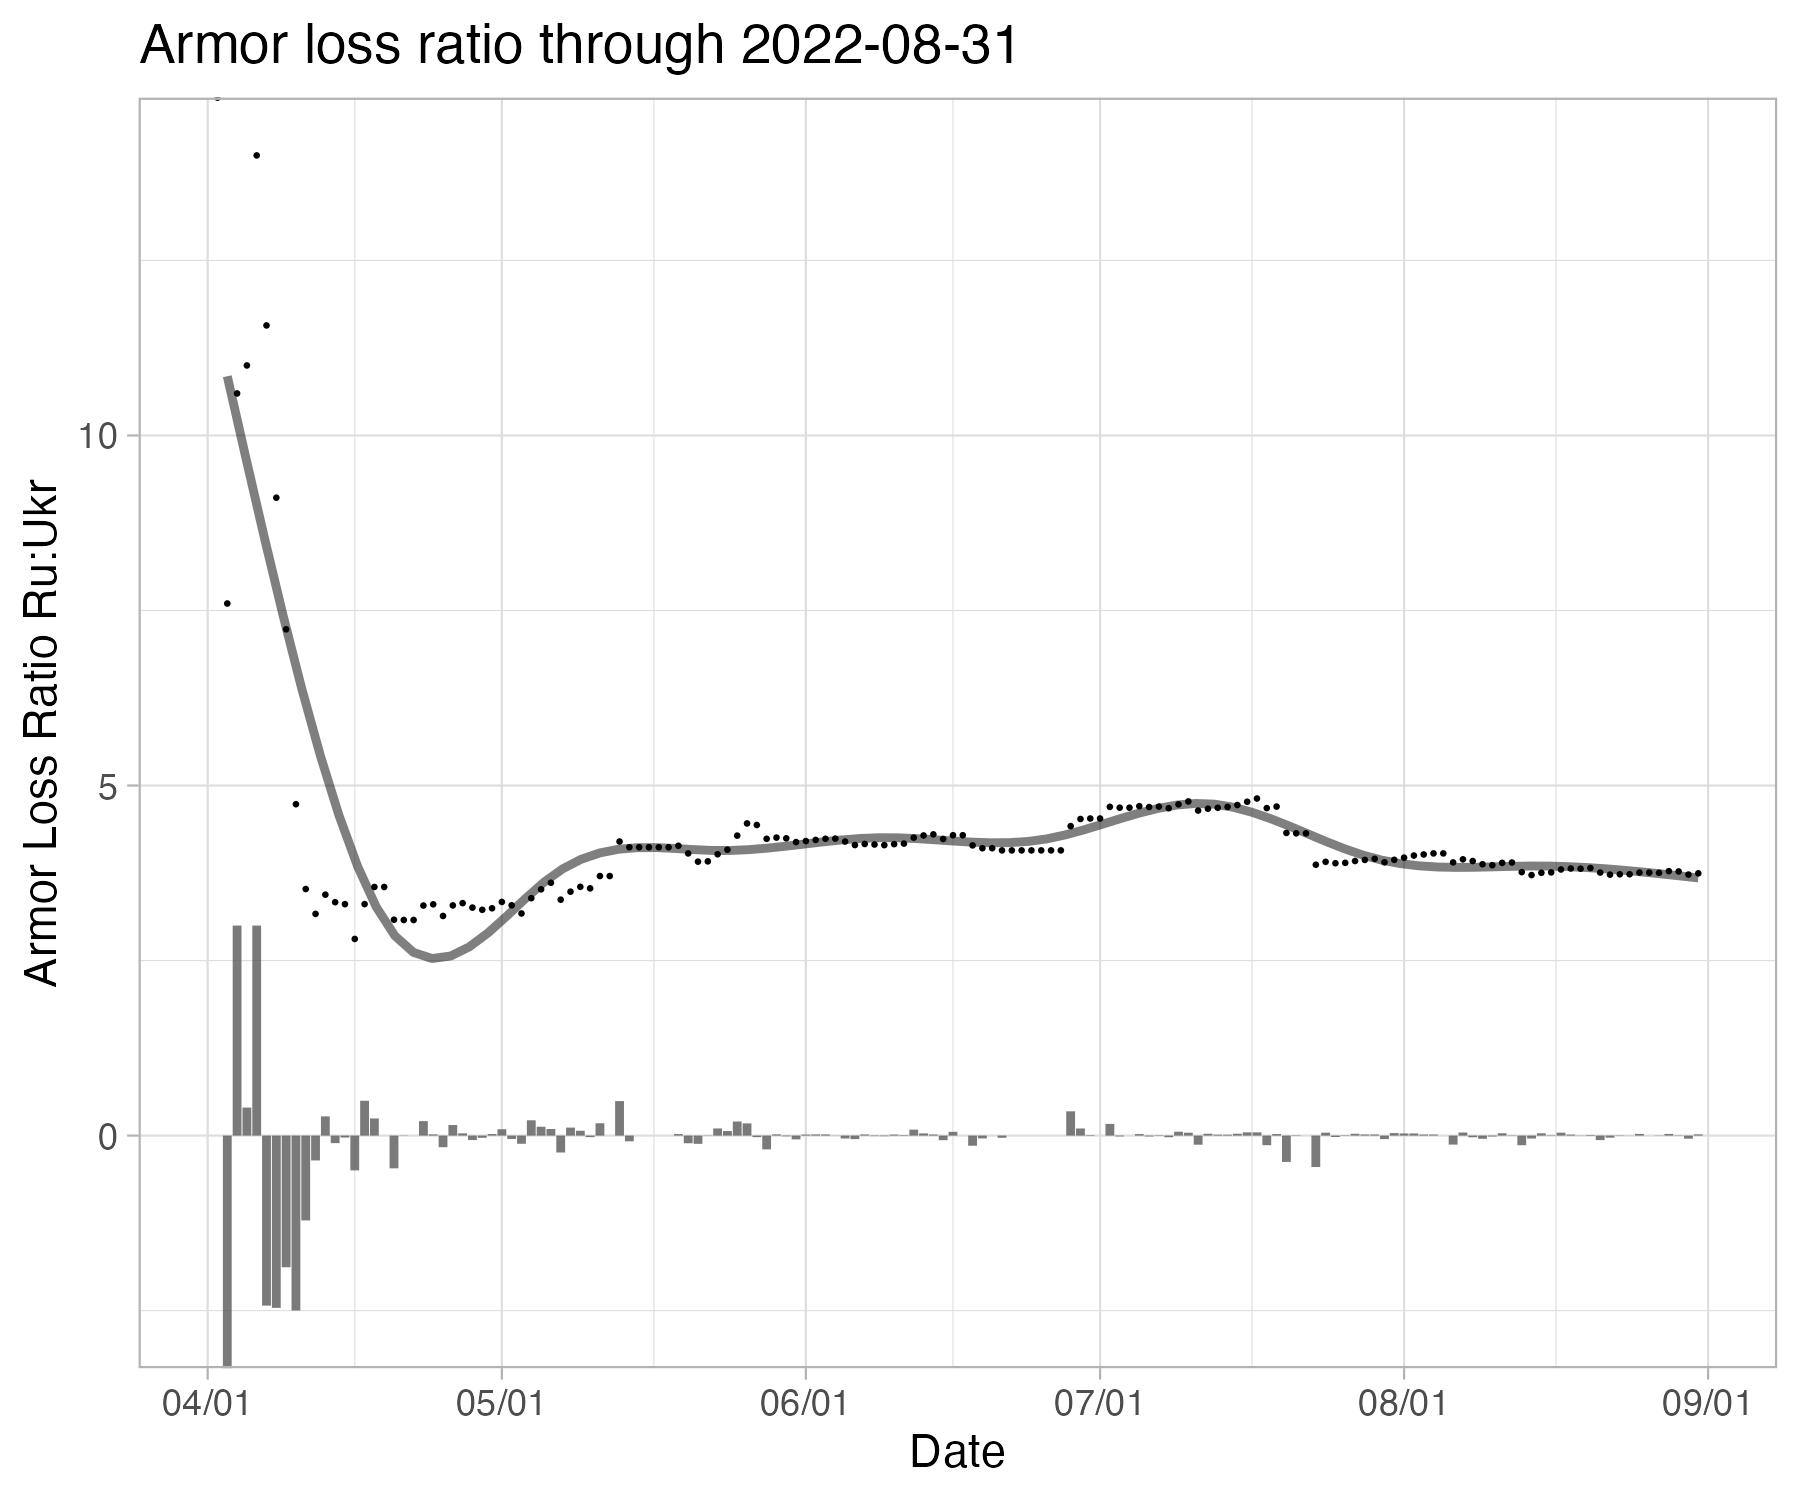 Armor loss ratio through 2022-08-31
Armor Loss Ratio Ru:Ukr
10
5
0
04/01 05/01 06/01 07/01 08/01 09/01
Date